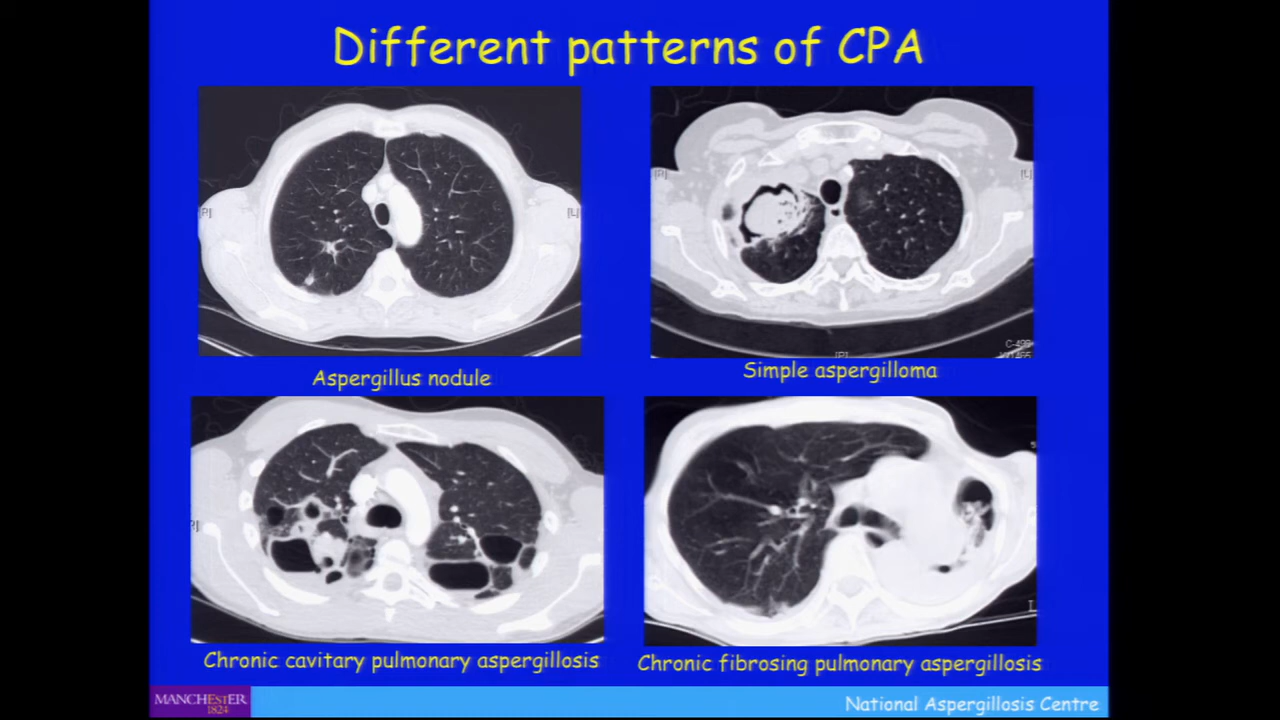 Different patterns of CPA
[R]
[L]
[R]
[L]
[P]
C-499
Aspergillus nodule
Simple aspergilloma
Chronic cavitary pulmonary aspergillosis
Chronic fibrosing pulmonary aspergillosis
MANCHESTER
1824
National Aspergillosis Centre